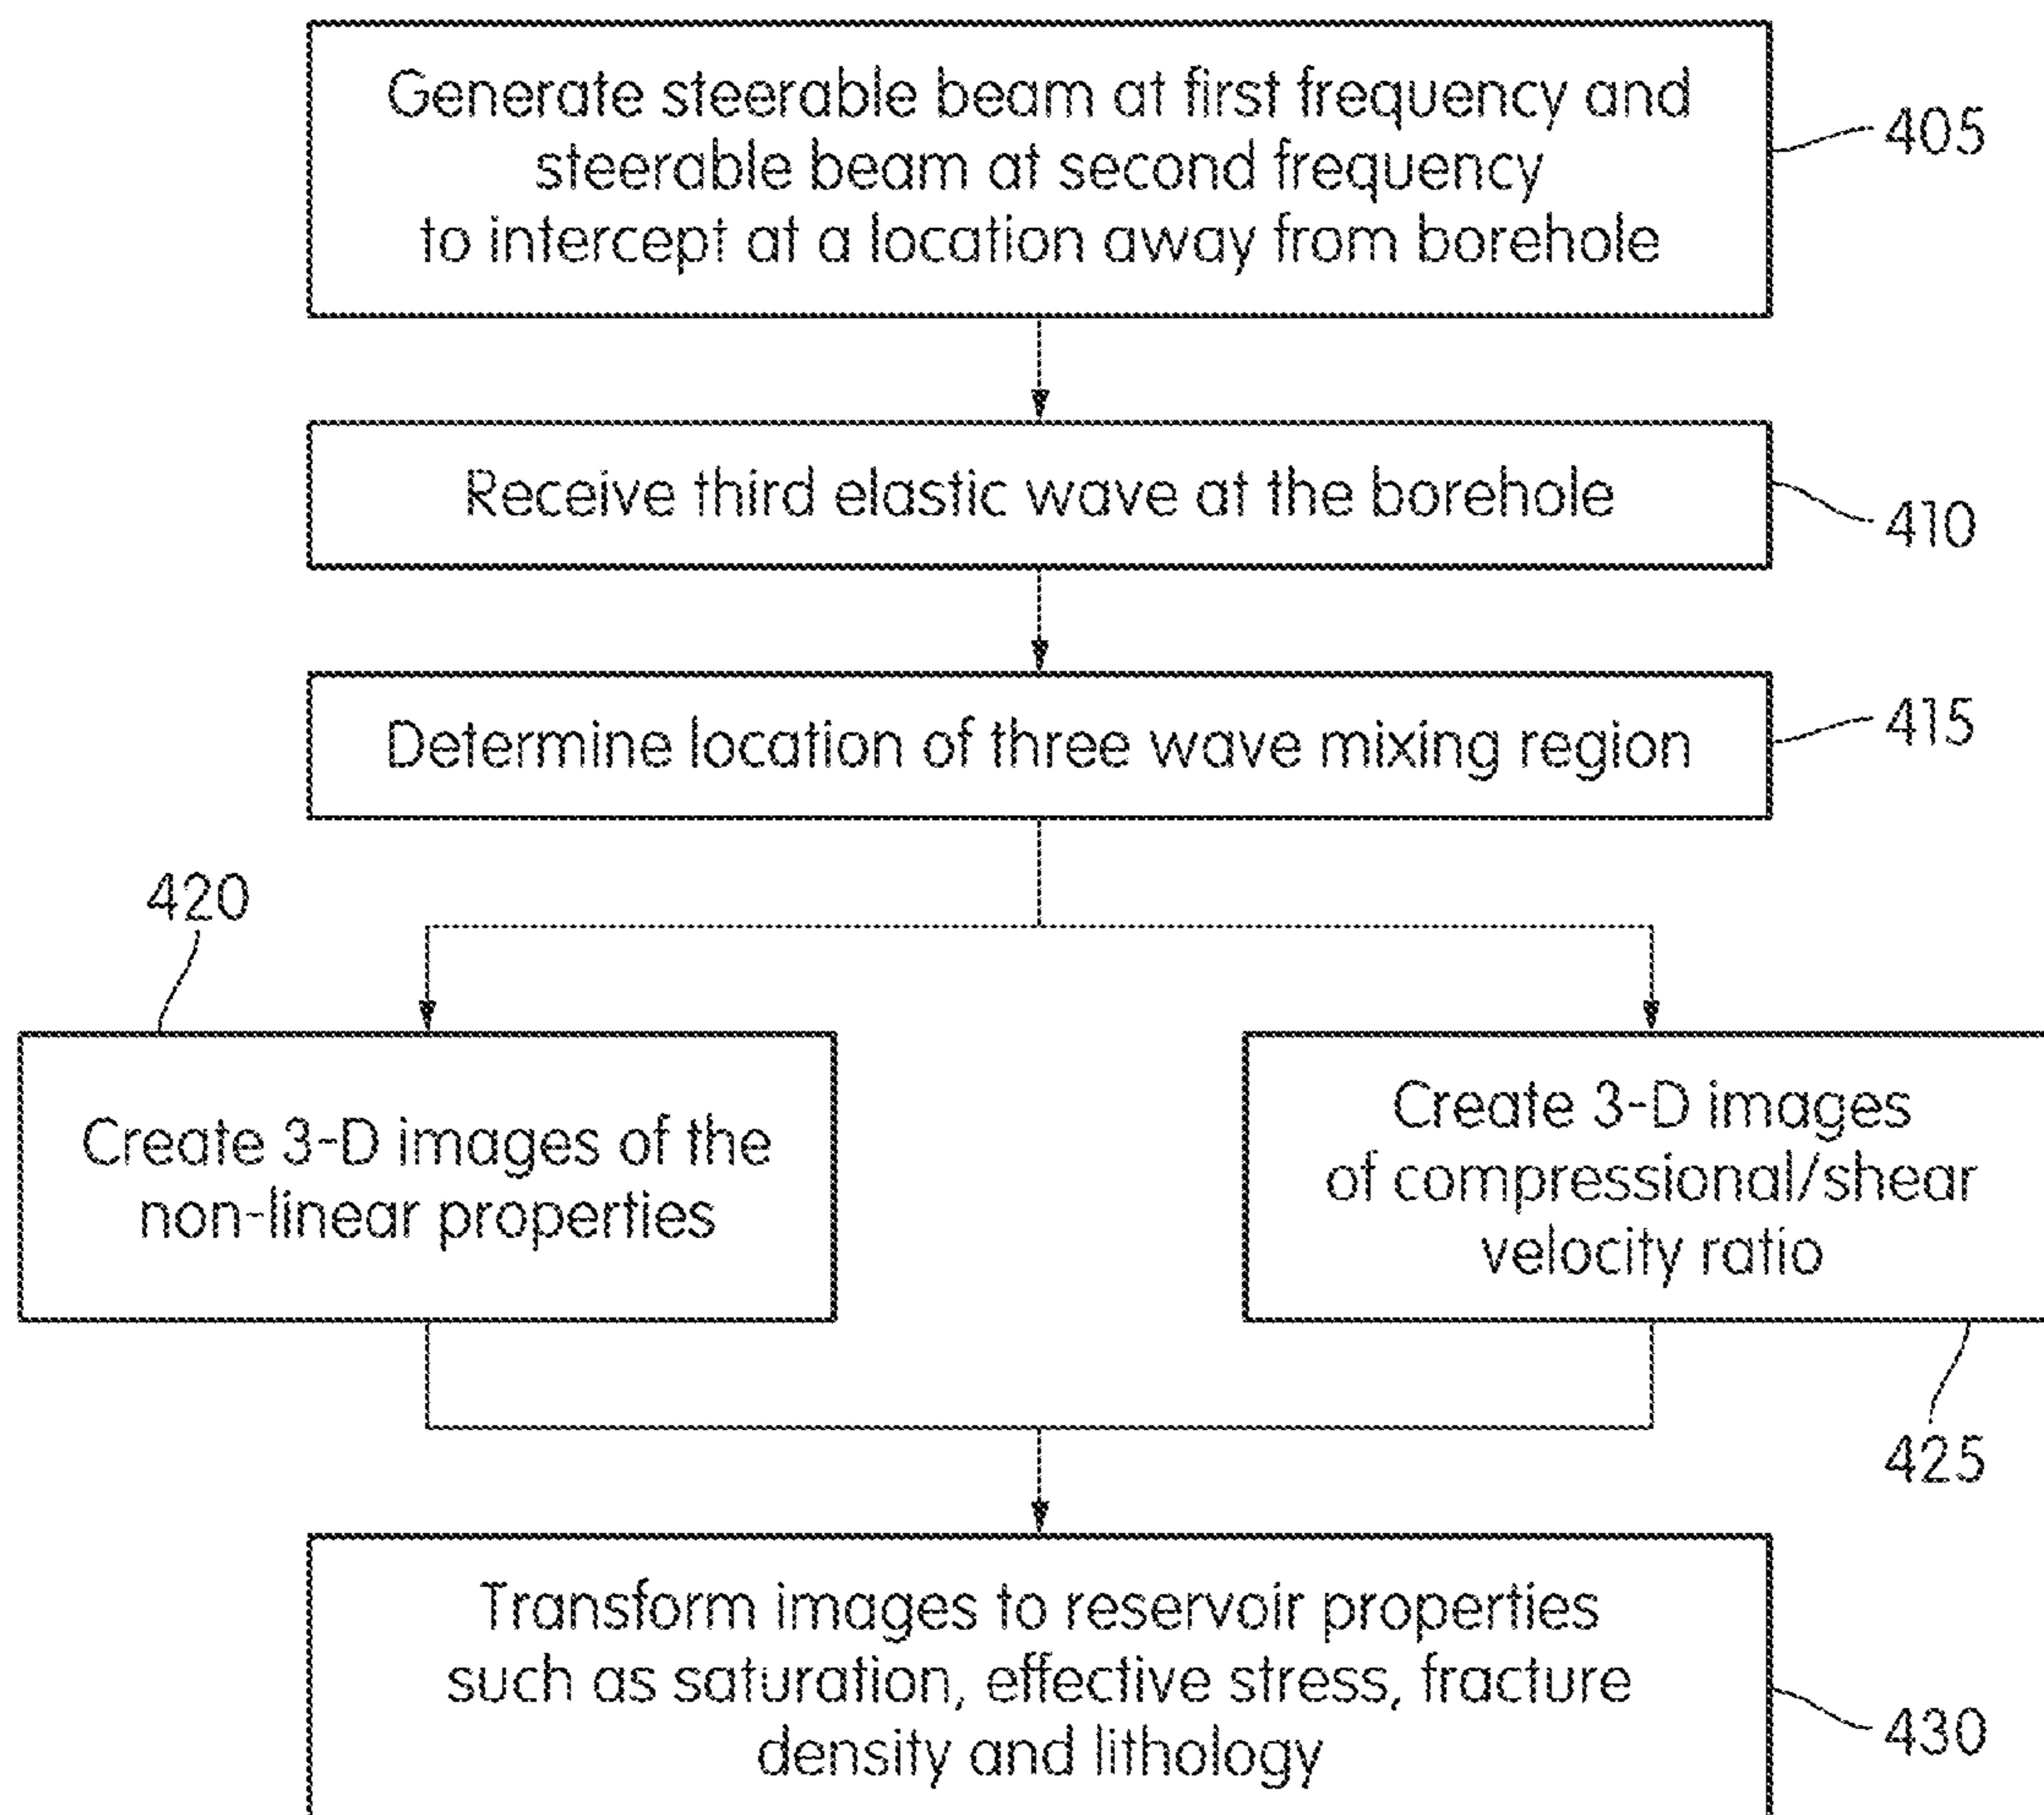 Generate steerable beam at first frequency and
steerable beam at second frequency
to intercept at a location away from borehole
405
Receive third elastic wave at the borehole
410
Determine location of three wave mixing region
415
420
Create 3-D images of the
non-linear properties
Create 3-D images
of compressional/shear
velocity ratio
425
Transform images to reservoir properties
such as saturation, effective stress, fracture
density and lithology
430